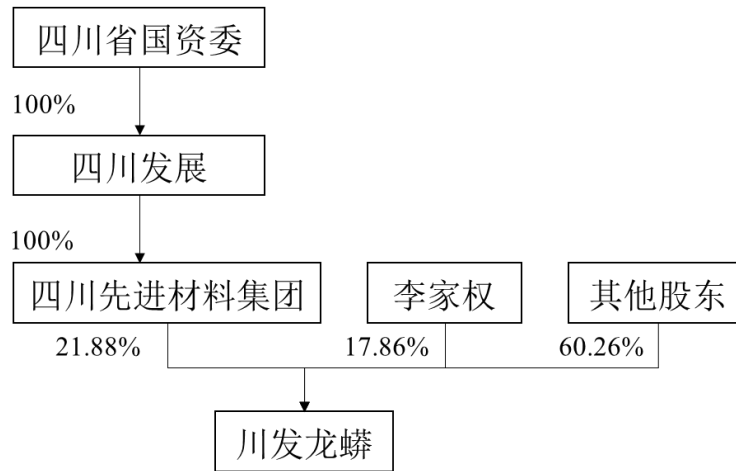 四川省国资委
100%
四川发展
100%
四川先进材料集团
李家权
其他股东
21.88%
17.86%
60.26%
川发龙蟒